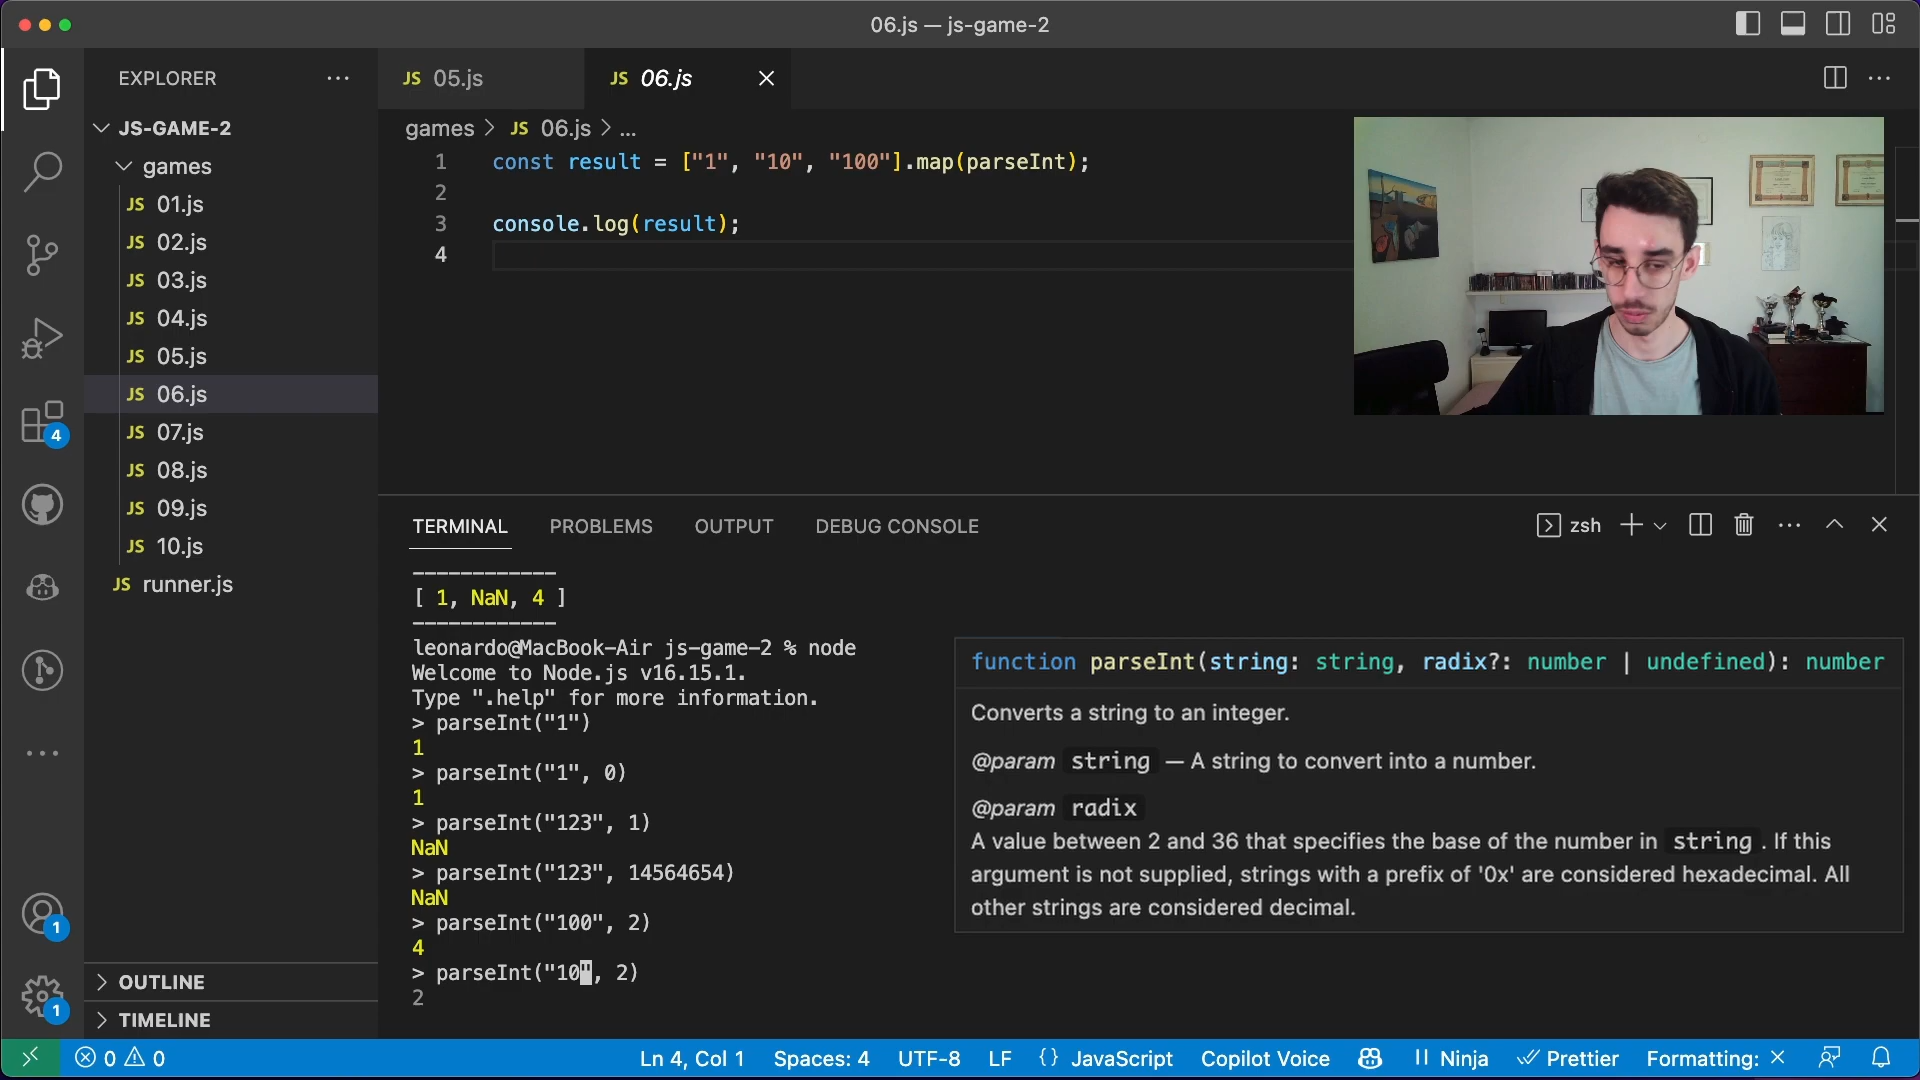 06.js — js-game-2
EXPLORER
JS 05.js
JS 06.js
JS-GAME-2
games > JS 06.js > ...
games
JS 01.js
JS 02.js
JS 03.js
JS 04.js
JS 05.js
JS 06.js
JS 07.js
JS 08.js
JS 09.js
JS 10.js
JS runner.js
OUTLINE
TIMELINE
4
1
1
1 const result = ["1", "10", "100"].map(parseInt);
2
3 console.log(result);
4
TERMINAL PROBLEMS OUTPUT DEBUG CONSOLE
zsh
------------
[ 1, NaN, 4 ]
------------
leonardo@MacBook-Air js-game-2 % node
Welcome to Node.js v16.15.1.
Type ".help" for more information.
> parseInt("1")
1
> parseInt("1", 0)
1
> parseInt("123", 1)
NaN
> parseInt("123", 14564654)
NaN
> parseInt("100", 2)
4
> parseInt("10", 2)
2
function parseInt(string: string, radix?: number | undefined): number
Converts a string to an integer.
@param string — A string to convert into a number.
@param radix
A value between 2 and 36 that specifies the base of the number in string . If this
argument is not supplied, strings with a prefix of '0x' are considered hexadecimal. All
other strings are considered decimal.
0 0 Ln 4, Col 1 Spaces: 4 UTF-8 LF {} JavaScript Copilot Voice Ninja Prettier Formatting: ×